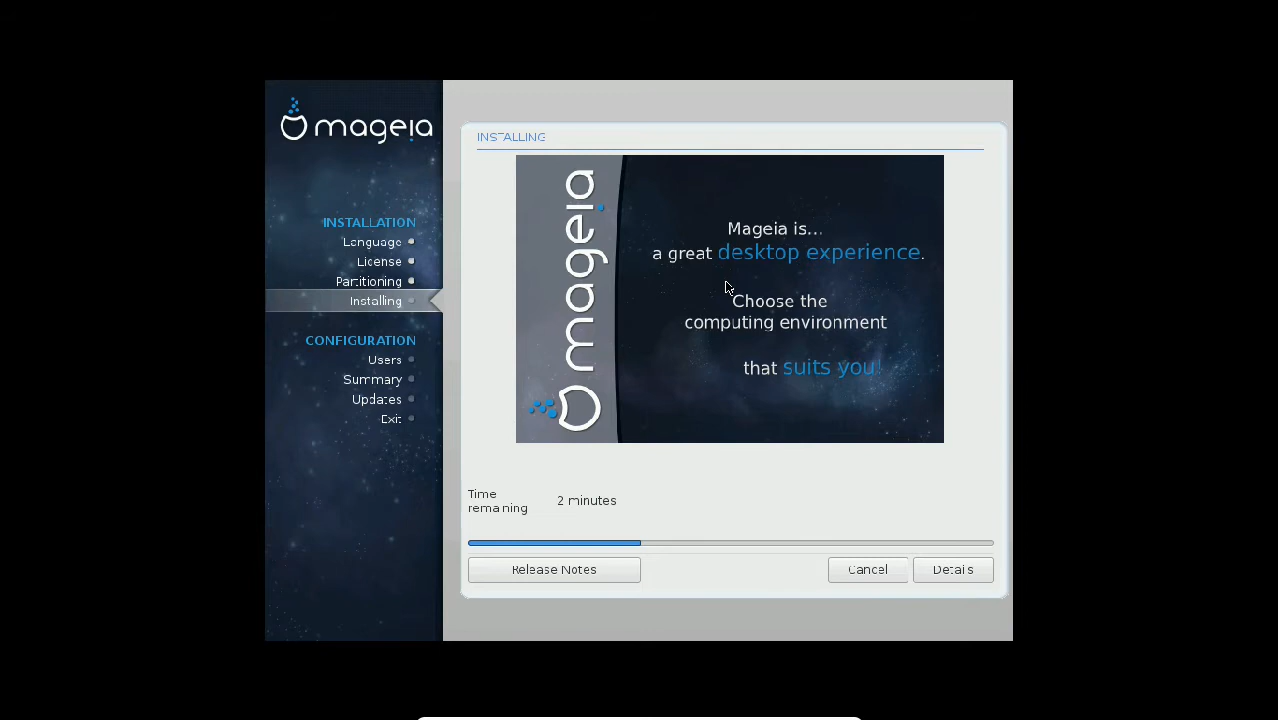 mageia
INSTALLATION
Language
License
Partitioning
Installing
CONFIGURATION
Users
Summary
Updates
Exit
INSTALLING
mageia
Mageia is...
a great desktop experience.
Choose the
computing environment
that suits you!
Time
remaining
2 minutes
Release Notes
Cancel
Details